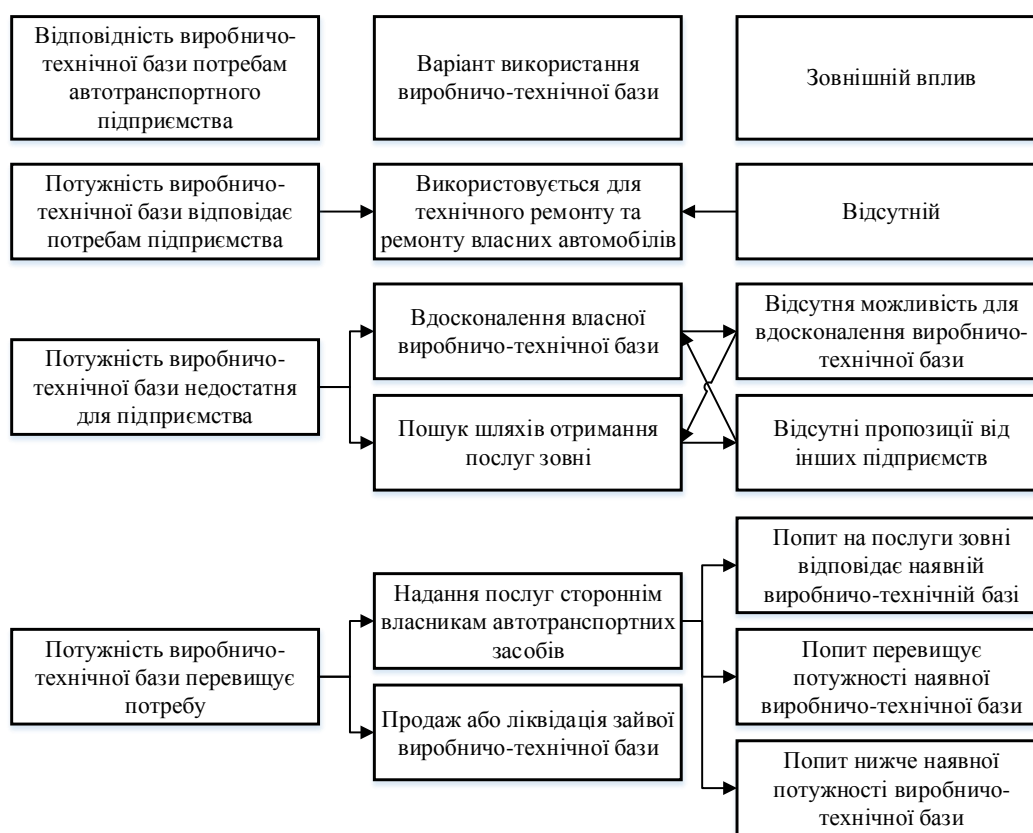 Відповідність виробничо-
технічної бази потребам
автотранспортного
підприємства
Варіант використання
виробничо-технічної бази
Зовнішній вплив
Потужність виробничо-
технічної бази відповідає
потребам підприємства
Використовується для
технічного ремонту та
ремонту власних автомобілів
Відсутній
Потужність виробничо-
технічної бази недостатня
для підприємства
Вдосконалення власної
виробничо-технічної бази
Відсутня можливість для
вдосконалення виробничо-
технічної бази
Пошук шляхів отримання
послуг зовні
Відсутні пропозиції від
інших підприємств
Потужність виробничо-
технічної бази перевищує
потребу
Надання послуг стороннім
власникам автотранспортних
засобів
Продаж або ліквідація зайвої
виробничо-технічної бази
Попит на послуги зовні
відповідає наявній
виробничо-технічній базі
Попит перевищує
потужності наявної
виробничо-технічної бази
Попит нижче наявної
потужності виробничо-
технічної бази